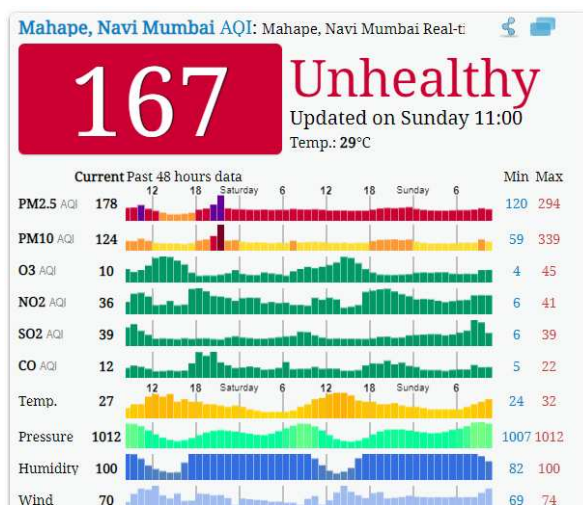 Mahape, Navi Mumbai AQI: Mahape, Navi Mumbai Real-ti
167
Unhealthy
Updated on Sunday 11:00
Temp.: 29°C
Current Past 48 hours data Min Max
12 18 Saturday 6 12 18 Sunday 6
PM2.5 AQI 178 120 294
PM10 AQI 124 59 339
O3 AQI 10 4 45
NO2 AQI 36 6 41
SO2 AQI 39 6 39
CO AQI 12 5 22
12 18 Saturday 6 12 18 Sunday 6
Temp. 27 24 32
Pressure 1012 1007 1012
Humidity 100 82 100
Wind 70 69 74